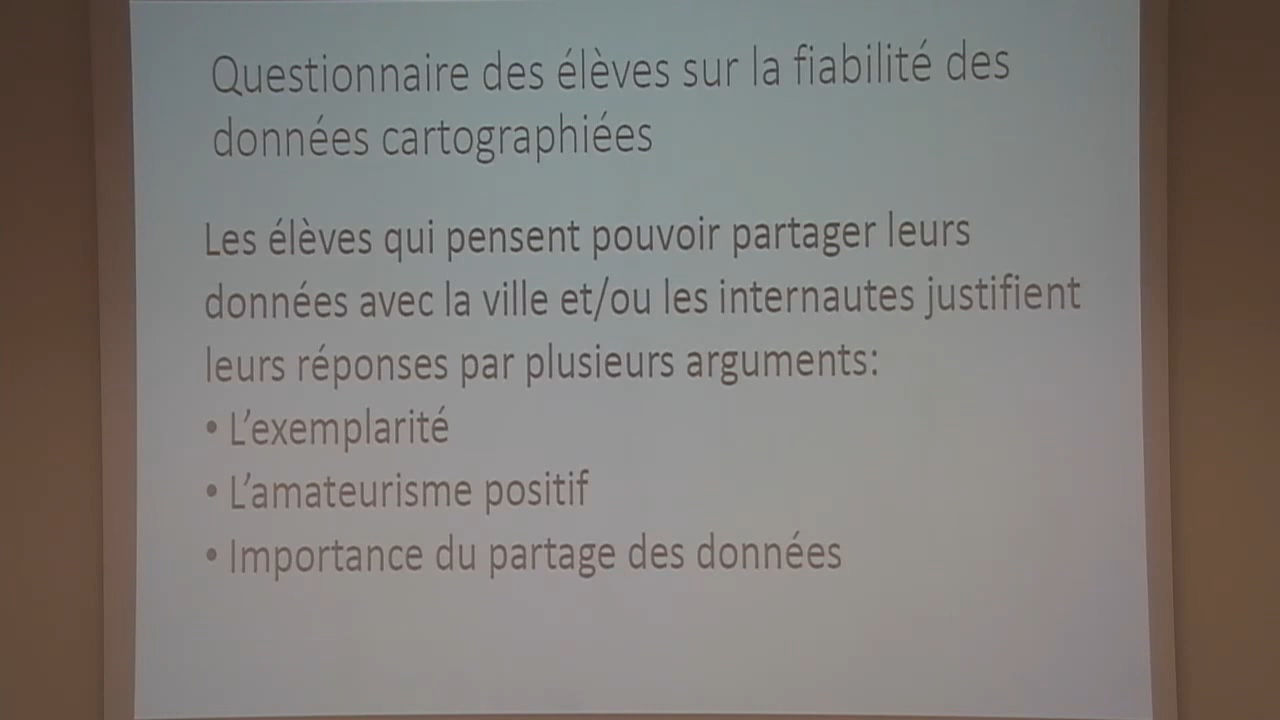 Questionnaire des élèves sur la fiabilité des
données cartographiées
Les élèves qui pensent pouvoir partager leurs
données avec la ville et/ou les internautes justifient
leurs réponses par plusieurs arguments:
• L'exemplarité
• L'amateurisme positif
• Importance du partage des données